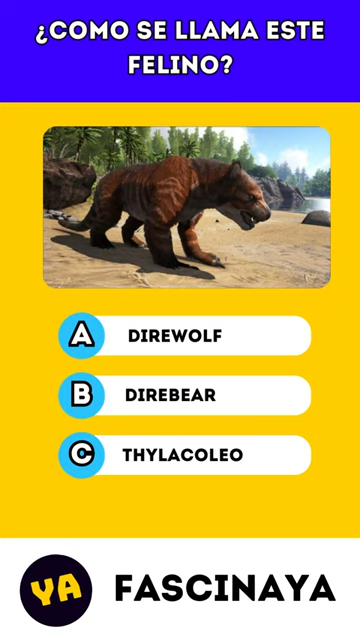 ¿COMO SE LLAMA ESTE
FELINO?
A DIREWOLF
B DIREBEAR
C THYLACOLEO
YA FASCINAYA